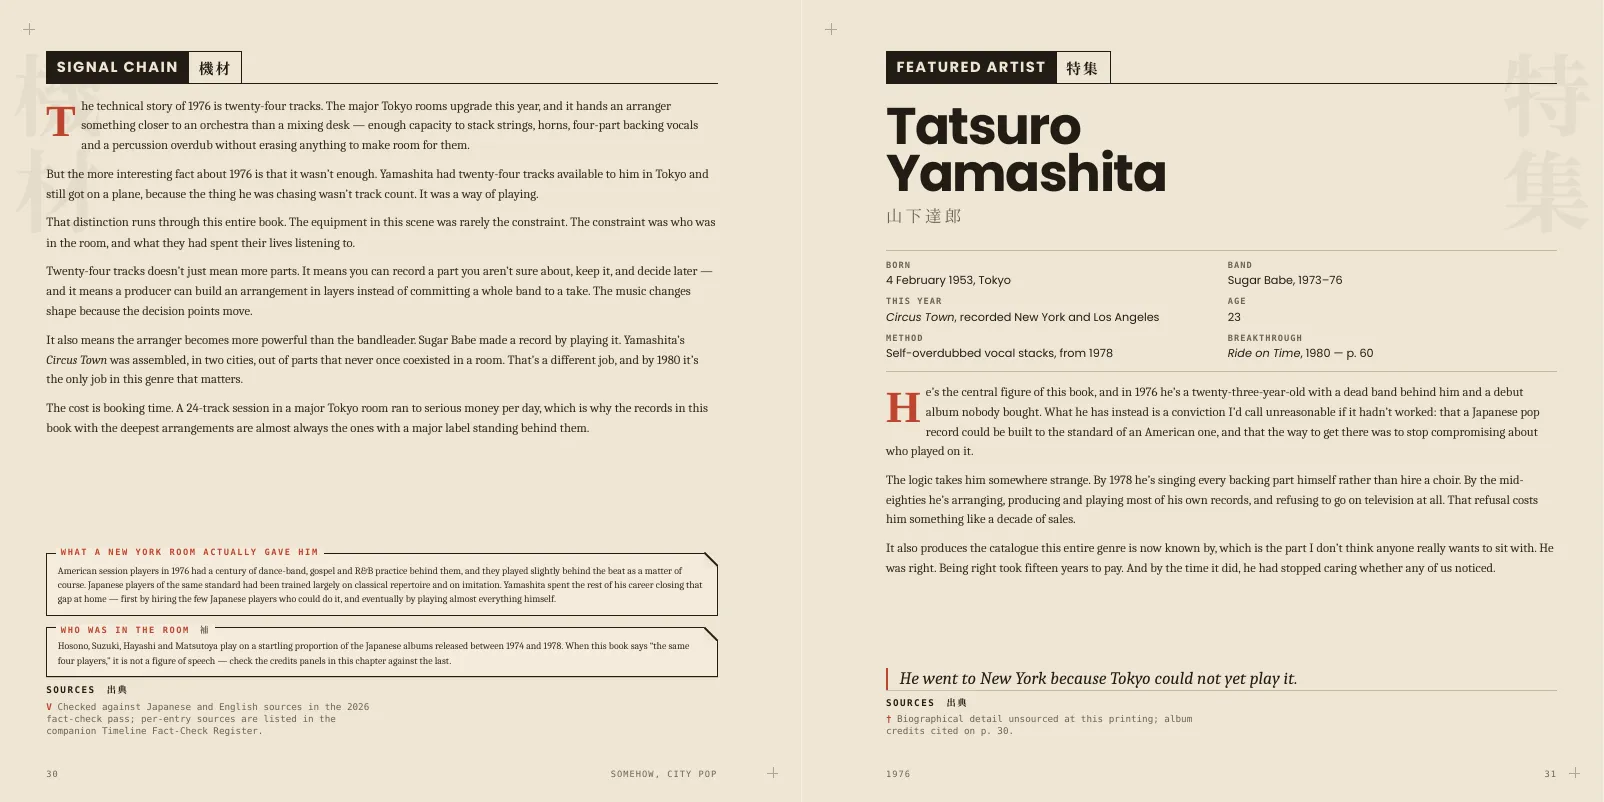 SIGNAL CHAIN 機材
機材
The technical story of 1976 is twenty-four tracks. The major Tokyo rooms upgrade this year, and it hands an arranger
something closer to an orchestra than a mixing desk — enough capacity to stack strings, horns, four-part backing vocals
and a percussion overdub without erasing anything to make room for them.
But the more interesting fact about 1976 is that it wasn’t enough. Yamashita had twenty-four tracks available to him in Tokyo and
still got on a plane, because the thing he was chasing wasn’t track count. It was a way of playing.
That distinction runs through this entire book. The equipment in this scene was rarely the constraint. The constraint was who was
in the room, and what they had spent their lives listening to.
Twenty-four tracks doesn’t just mean more parts. It means you can record a part you aren’t sure about, keep it, and decide later —
and it means a producer can build an arrangement in layers instead of committing a whole band to a take. The music changes
shape because the decision points move.
It also means the arranger becomes more powerful than the bandleader. Sugar Babe made a record by playing it. Yamashita’s
Circus Town was assembled, in two cities, out of parts that never once coexisted in a room. That’s a different job, and by 1980 it’s
the only job in this genre that matters.
The cost is booking time. A 24-track session in a major Tokyo room ran to serious money per day, which is why the records in this
book with the deepest arrangements are almost always the ones with a major label standing behind them.
WHAT A NEW YORK ROOM ACTUALLY GAVE HIM
American session players in 1976 had a century of dance-band, gospel and R&B practice behind them, and they played slightly behind the beat as a matter of
course. Japanese players of the same standard had been trained largely on classical repertoire and on imitation. Yamashita spent the rest of his career closing that
gap at home — first by hiring the few Japanese players who could do it, and eventually by playing almost everything himself.
WHO WAS IN THE ROOM 補
Hosono, Suzuki, Hayashi and Matsutoya play on a startling proportion of the Japanese albums released between 1974 and 1978. When this book says “the same
four players,” it is not a figure of speech — check the credits panels in this chapter against the last.
SOURCES 出典
V Checked against Japanese and English sources in the 2026
fact-check pass; per-entry sources are listed in the
companion Timeline Fact-Check Register.
30
SOMEHOW, CITY POP
FEATURED ARTIST 特集
特集
Tatsuro
Yamashita
山下達郎
BORN
4 February 1953, Tokyo
BAND
Sugar Babe, 1973–76
THIS YEAR
Circus Town, recorded New York and Los Angeles
AGE
23
METHOD
Self-overdubbed vocal stacks, from 1978
BREAKTHROUGH
Ride on Time, 1980 — p. 60
He’s the central figure of this book, and in 1976 he’s a twenty-three-year-old with a dead band behind him and a debut
album nobody bought. What he has instead is a conviction I’d call unreasonable if it hadn’t worked: that a Japanese pop
record could be built to the standard of an American one, and that the way to get there was to stop compromising about
who played on it.
The logic takes him somewhere strange. By 1978 he’s singing every backing part himself rather than hire a choir. By the mid-
eighties he’s arranging, producing and playing most of his own records, and refusing to go on television at all. That refusal costs
him something like a decade of sales.
It also produces the catalogue this entire genre is now known by, which is the part I don’t think anyone really wants to sit with. He
was right. Being right took fifteen years to pay. And by the time it did, he had stopped caring whether any of us noticed.
He went to New York because Tokyo could not yet play it.
SOURCES 出典
† Biographical detail unsourced at this printing; album
credits cited on p. 30.
1976
31